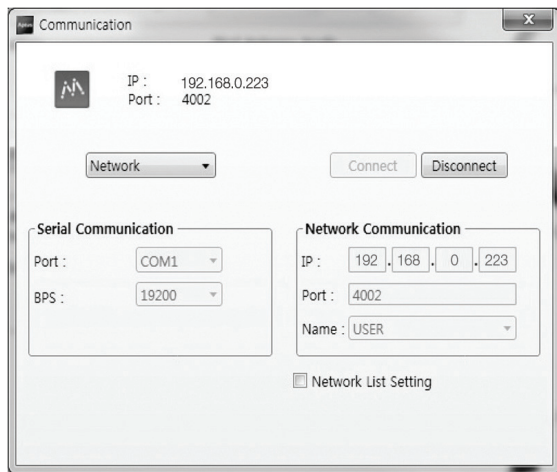 Communication
IP : 192.168.0.223
Port : 4002
Network
Connect Disconnect
Serial Communication
Port : COM1
BPS : 19200
Network Communication
IP : 192 . 168 . 0 . 223
Port : 4002
Name : USER
Network List Setting